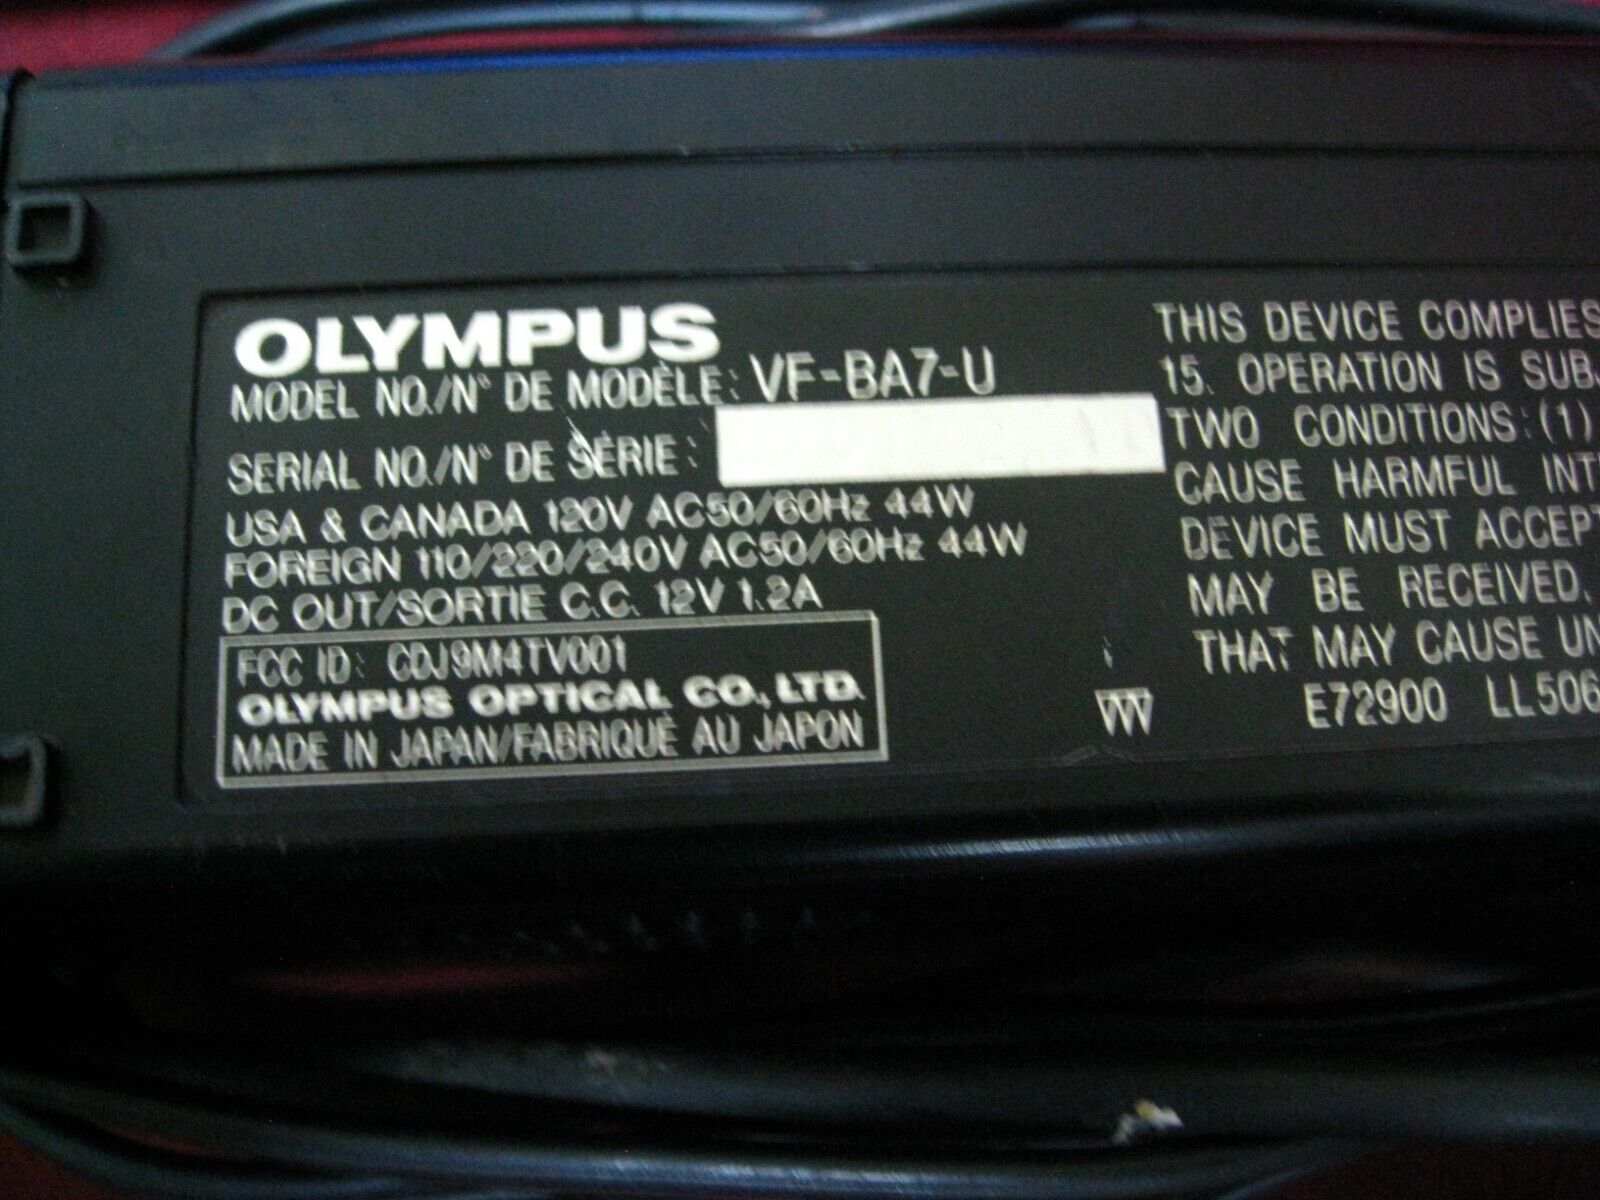 OLYMPUS
MODEL NO./N° DE MODÈLE: VF-BA7-U
SERIAL NO./N° DE SÉRIE:
USA & CANADA 120V AC50/60Hz 44W
FOREIGN 110/220/240V AC50/60Hz 44W
DC OUT/SORTIE C.C. 12V 1.2A
FCC ID: CDJ9M4TV001
OLYMPUS OPTICAL CO., LTD.
MADE IN JAPAN/FABRIQUÉ AU JAPON
THIS DEVICE COMPLIES
15. OPERATION IS SUB
TWO CONDITIONS: (1)
CAUSE HARMFUL INT
DEVICE MUST ACCEPT
MAY BE RECEIVED,
THAT MAY CAUSE UN
E72900 LL506